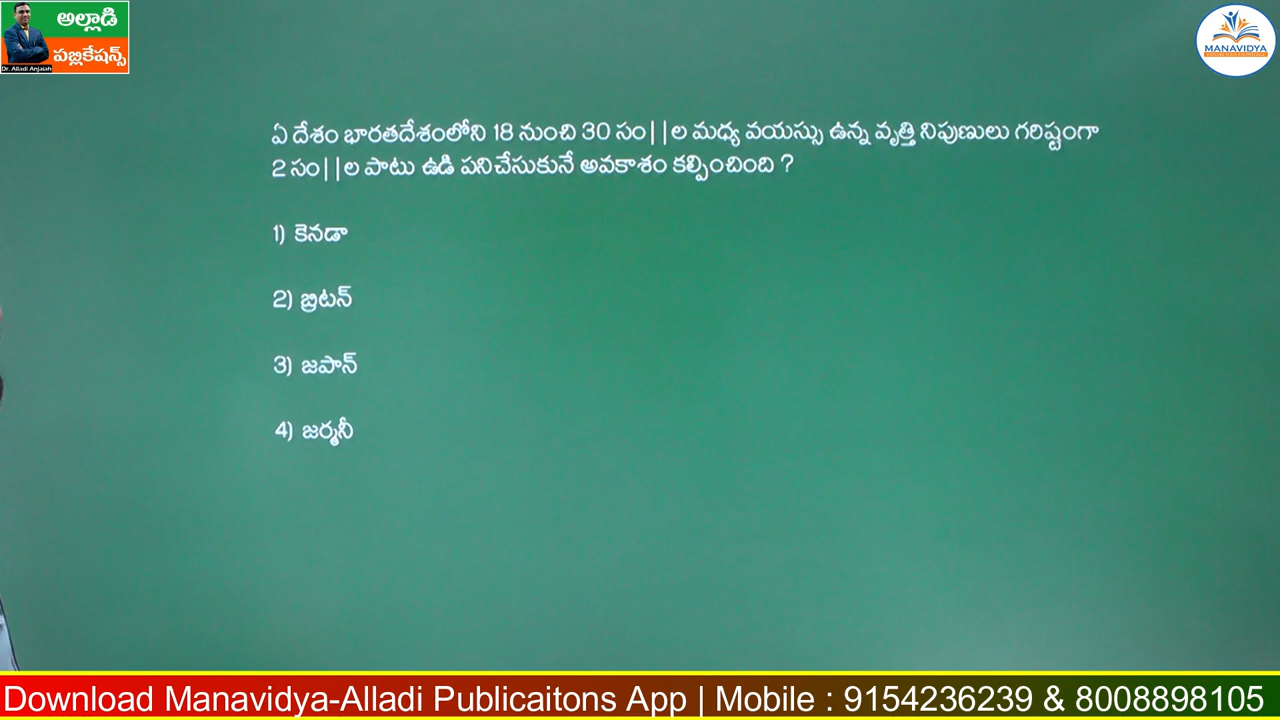 అల్లాడి
పబ్లికేషన్స్
Dr. Alladi Anjaiah
MANAVIDYA
ఏ దేశం భారతదేశంలోని 18 నుంచి 30 సం||ల మధ్య వయస్సు ఉన్న వృత్తి నిపుణులు గరిష్టంగా
2 సం||ల పాటు ఉండి పనిచేసుకునే అవకాశం కల్పించింది ?
1) కెనడా
2) బ్రిటన్
3) జపాన్
4) జర్మనీ
Download Manavidya-Alladi Publicaitons App | Mobile : 9154236239 & 8008898105